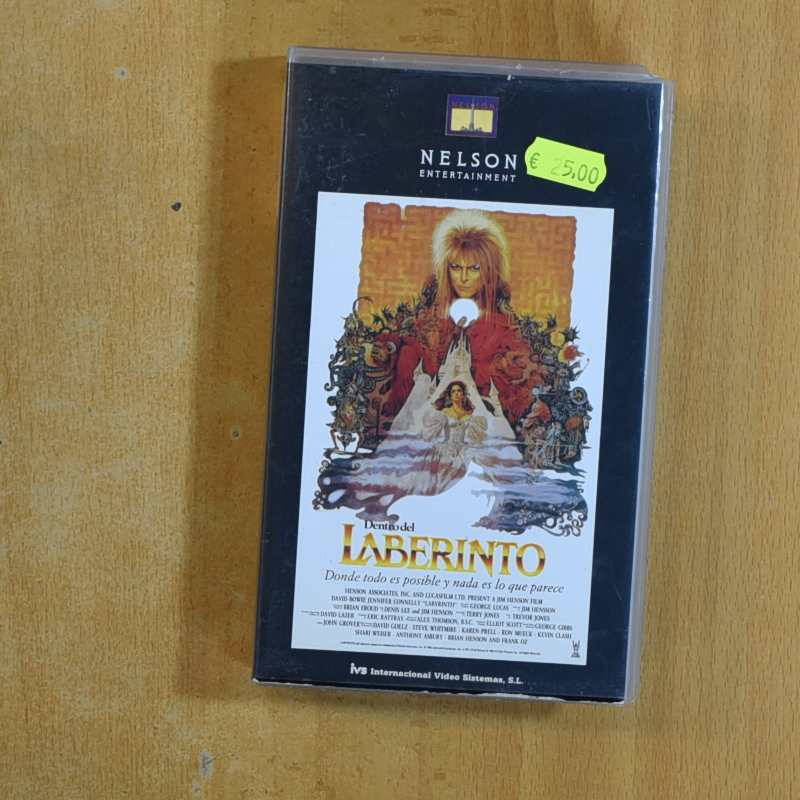 NELSON
NELSON
ENTERTAINMENT
€ 25,00
Dentro del
LABERINTO
Donde todo es posible y nada es lo que parece
HENSON ASSOCIATES, INC. AND LUCASFILM LTD. PRESENT A JIM HENSON FILM
DAVID BOWIE JENNIFER CONNELLY "LABYRINTH" GEORGE LUCAS JIM HENSON
BRIAN FROUD DENNIS LEE and JIM HENSON TERRY JONES TREVOR JONES
DAVID LAZER ERIC RATTRAY ALEX THOMSON, B.S.C. ELLIOT SCOTT GEORGE GIBBS
JOHN GROVER DAVID GOELZ STEVE WHITMIRE KAREN PRELL RON MUECK KEVIN CLASH
SHARI WEISER ANTHONY ASBURY BRIAN HENSON AND FRANK OZ
ivs Internacional Video Sistemas, S.L.